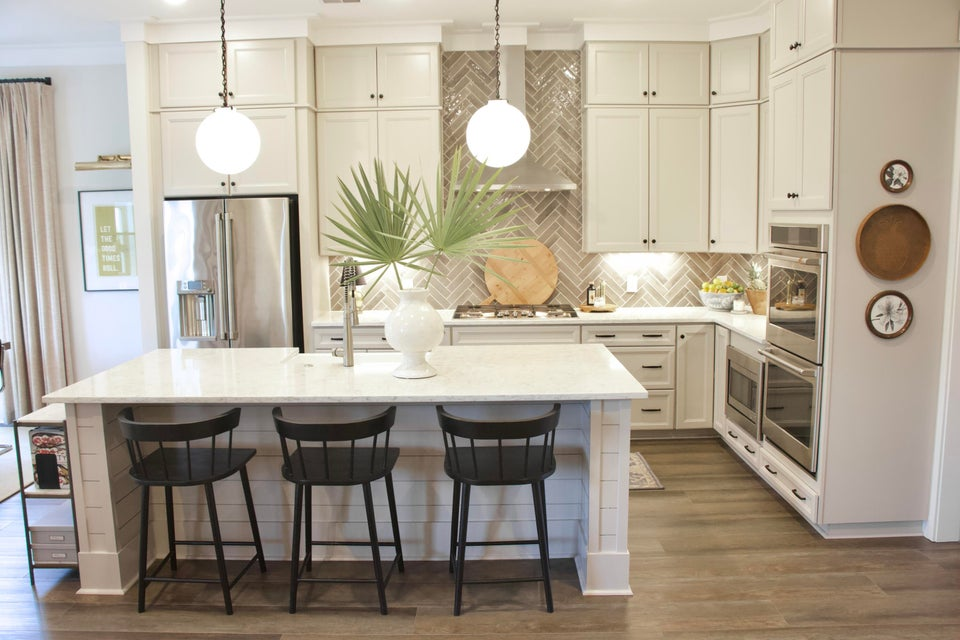 LET
THE
GOOD
TIMES
ROLL.